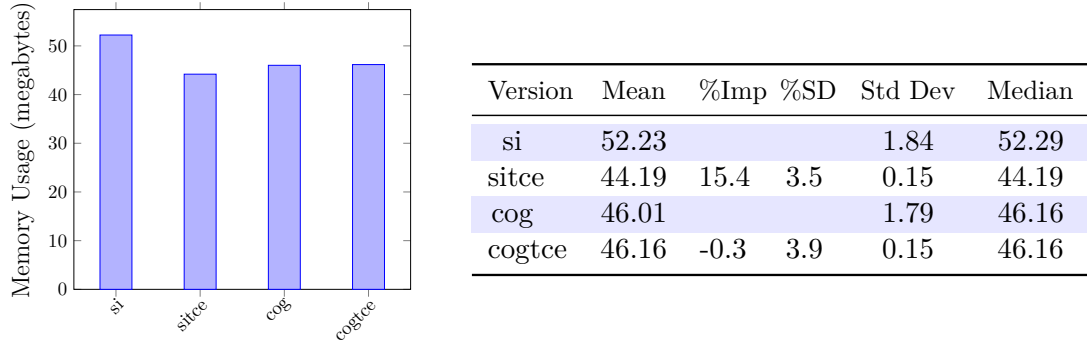 Memory Usage (megabytes)
50
40
30
20
10
0
si
sitce
cog
cogtce
Version Mean %Imp %SD Std Dev Median
si 52.23 1.84 52.29
sitce 44.19 15.4 3.5 0.15 44.19
cog 46.01 1.79 46.16
cogtce 46.16 -0.3 3.9 0.15 46.16